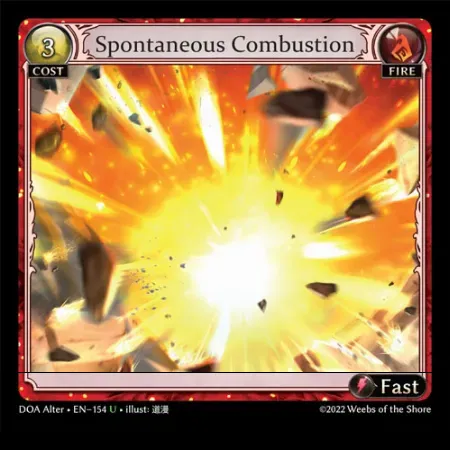 3
Spontaneous Combustion
COST
FIRE
Fast
DOA Alter • EN-154 U • illust: 道漫
©2022 Weebs of the Shore